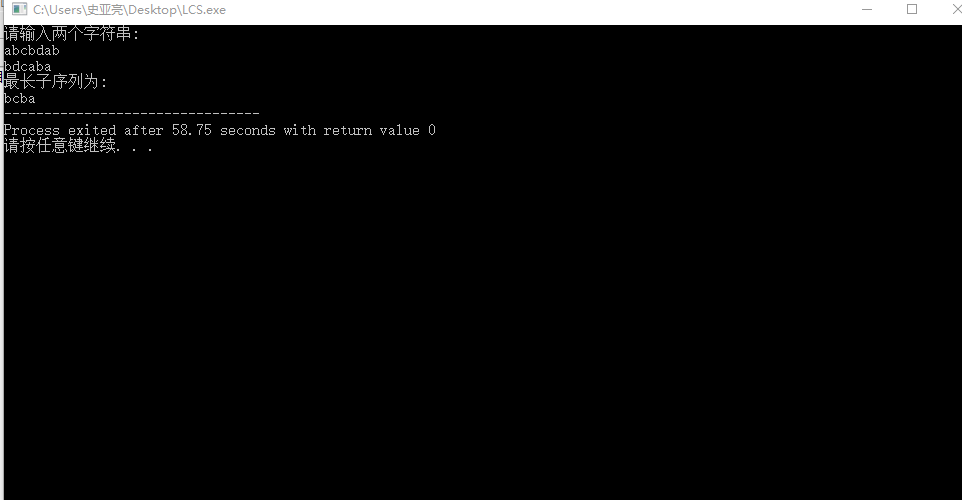 C:\Users\史亚亮\Desktop\LCS.exe
请输入两个字符串:
abcbdab
bdcaba
最长子序列为:
bcba
--------------------------------
Process exited after 58.75 seconds with return value 0
请按任意键继续. . .